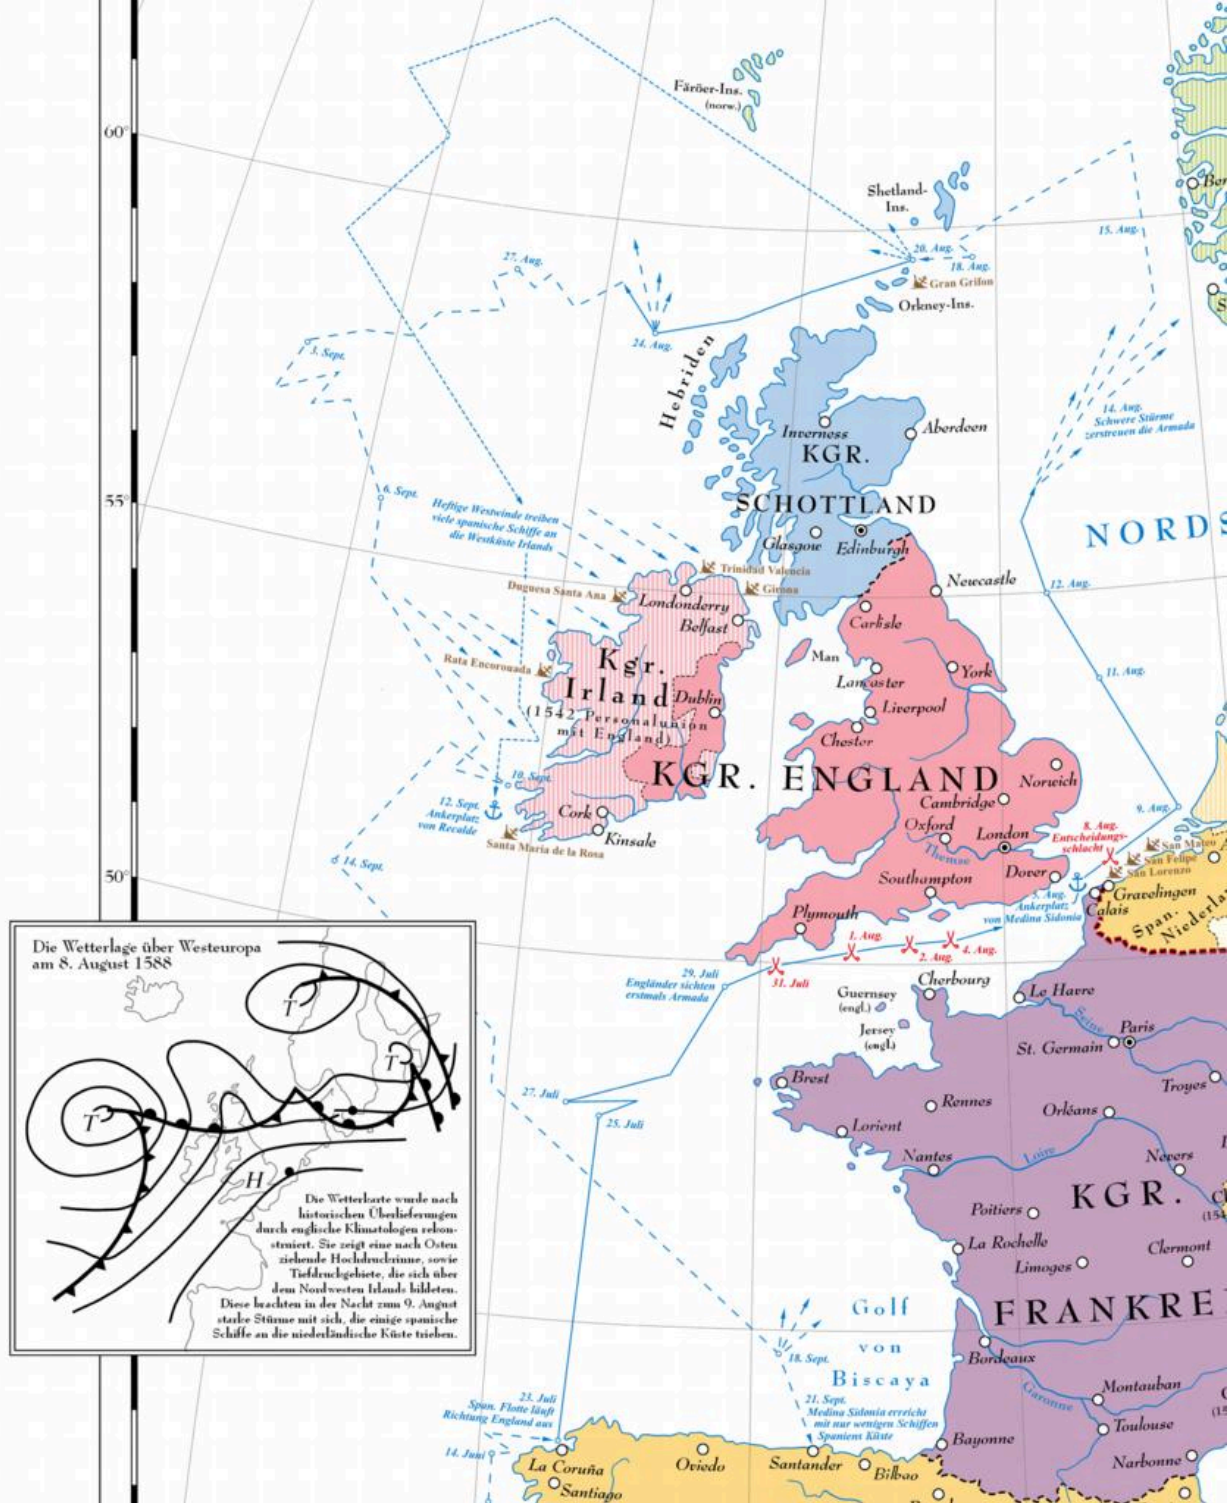 Färöer-Ins.
(norw.)
60°
Shetland-
Ins.
20. Aug.
18. Aug.
15. Aug.
Gran Grifon
Orkney-Ins.
27. Aug.
24. Aug.
3. Sept.
Hebriden
14. Aug.
Schwere Stürme
zerstreuen die Armada
Inverness
Aberdeen
KGR.
SCHOTTLAND
Glasgow
Edinburgh
NORDS
55°
6. Sept.
Heftige Westwinde treiben
viele spanische Schiffe an
die Westküste Irlands
Trinidad Valencia
Girona
Duguesa Santa Ana
Londonderry
Belfast
Newcastle
12. Aug.
Carlisle
Man
Rata Encorouada
Kgr.
Irland
(1542 Personalunion
mit England)
Dublin
Lancaster
York
11. Aug.
Liverpool
Chester
KGR. ENGLAND
Norwich
Cambridge
Oxford
London
Themse
Dover
Southampton
Plymouth
10. Sept.
12. Sept.
Ankerplatz
von Recalde
Cork
Kinsale
Santa Maria de la Rosa
14. Sept.
50°
9. Aug.
8. Aug.
Entscheidungs-
schlacht
San Mateo
San Felipe
San Lorenzo
Gravelingen
Calais
Span.
5. Aug.
Ankerplatz
von Medina Sidonia
1. Aug.
2. Aug.
4. Aug.
31. Juli
29. Juli
Engländer sichten
erstmals Armada
Cherbourg
Guernsey
(engl.)
Jersey
(engl.)
Le Havre
Seine
Paris
St. Germain
Troyes
Brest
Rennes
Orléans
Lorient
Nantes
Loire
Nevers
27. Juli
25. Juli
KGR.
Poitiers
La Rochelle
Limoges
Clermont
FRANKRE
Golf
von
Biscaya
Bordeaux
Garonne
Montauban
Toulouse
Bayonne
Narbonne
18. Sept.
21. Sept.
Medina Sidonia erreicht
mit nur wenigen Schiffen
Spaniens Küste
23. Juli
Span. Flotte läuft
Richtung England aus
14. Juni
La Coruña
Santiago
Oviedo
Santander
Bilbao
Die Wetterlage über Westeuropa
am 8. August 1588
T
T
T
H
Die Wetterkarte wurde nach
historischen Überlieferungen
durch englische Klimatologen rekon-
struiert. Sie zeigt eine nach Osten
ziehende Hochdruckrinne, sowie
Tiefdruckgebiete, die sich über
dem Nordwesten Irlands bildeten.
Diese brachten in der Nacht zum 9. August
starke Stürme mit sich, die einige spanische
Schiffe an die niederländische Küste trieben.